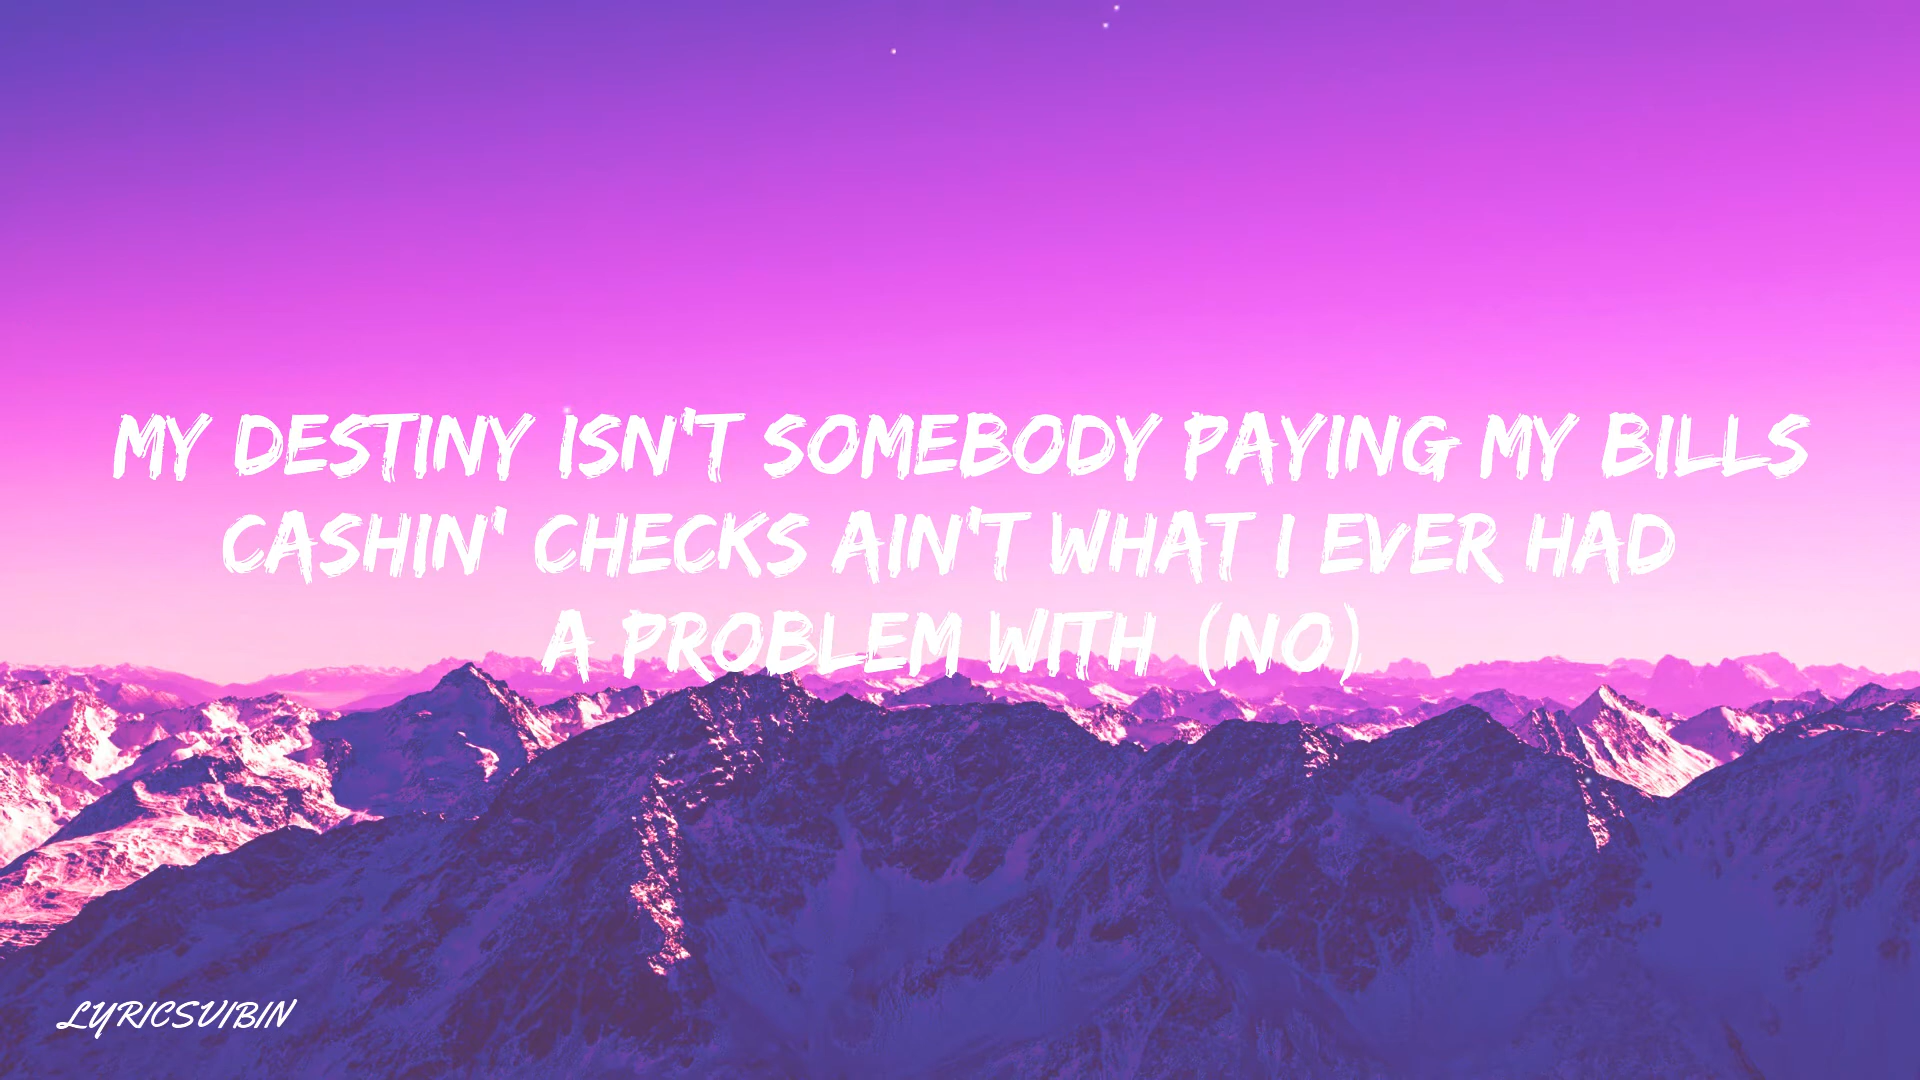 MY DESTINY ISN'T SOMEBODY PAYING MY BILLS
CASHIN' CHECKS AIN'T WHAT I EVER HAD
A PROBLEM WITH (NO)
LYRICSVIBIN